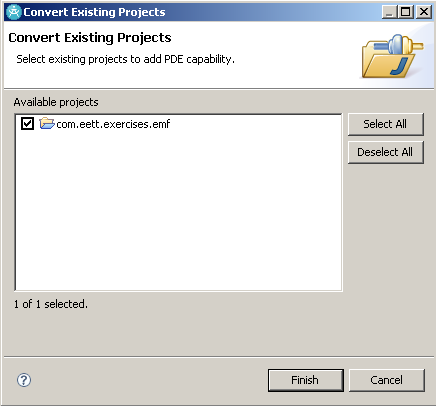 Convert Existing Projects
Convert Existing Projects
Select existing projects to add PDE capability.
Available projects
com.eett.exercises.emf
Select All
Deselect All
1 of 1 selected.
Finish
Cancel